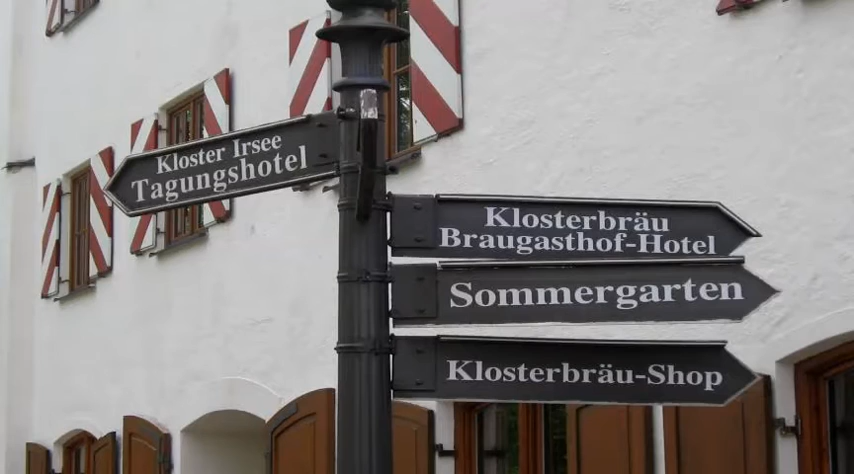 Kloster Irsee
Tagungshotel
Klosterbräu
Braugasthof-Hotel
Sommergarten
Klosterbräu-Shop